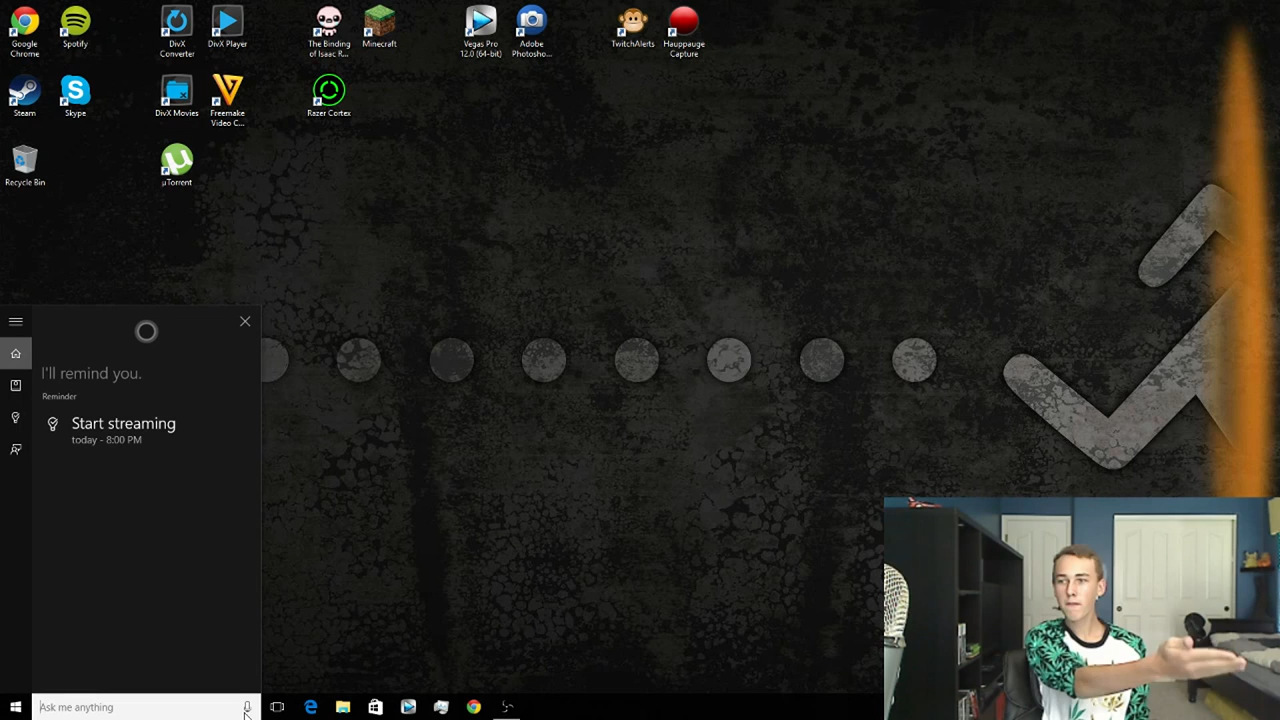 Google
Chrome
Spotify
DivX
Converter
DivX Player
The Binding
of Isaac R...
Minecraft
Vegas Pro
12.0 (64-bit)
Adobe
Photosho...
TwitchAlerts
Hauppauge
Capture
Steam
Skype
DivX Movies
Freemake
Video C...
Razer Cortex
Recycle Bin
µTorrent
I'll remind you.
Reminder
Start streaming
today - 8:00 PM
Ask me anything